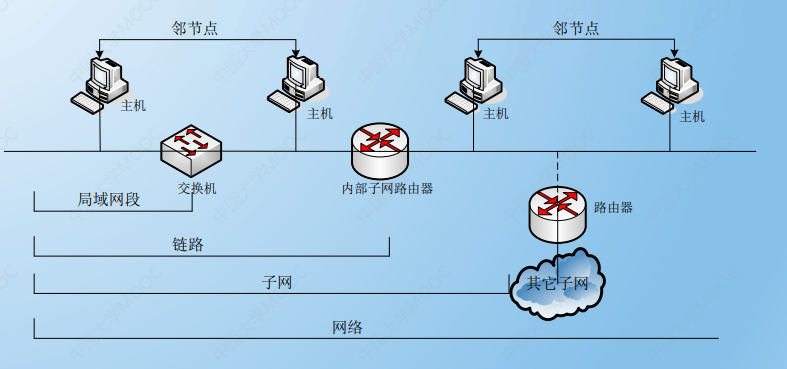 邻节点
邻节点
主机
主机
主机
主机
交换机
内部子网路由器
路由器
局域网段
链路
子网
其它子网
网络
中国大学MOOC